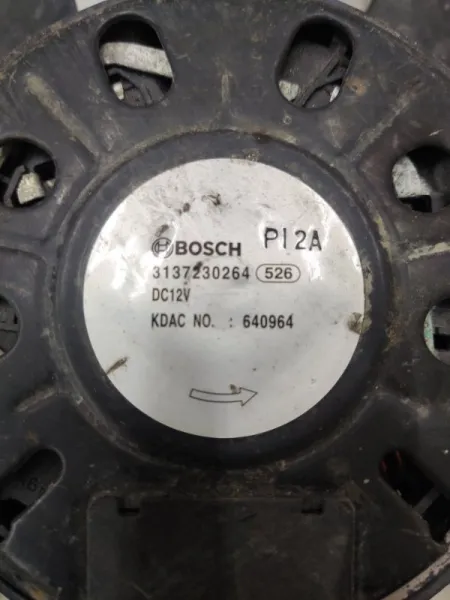 BOSCH PI2A
3137230264 526
DC12V
KDAC NO. : 640964